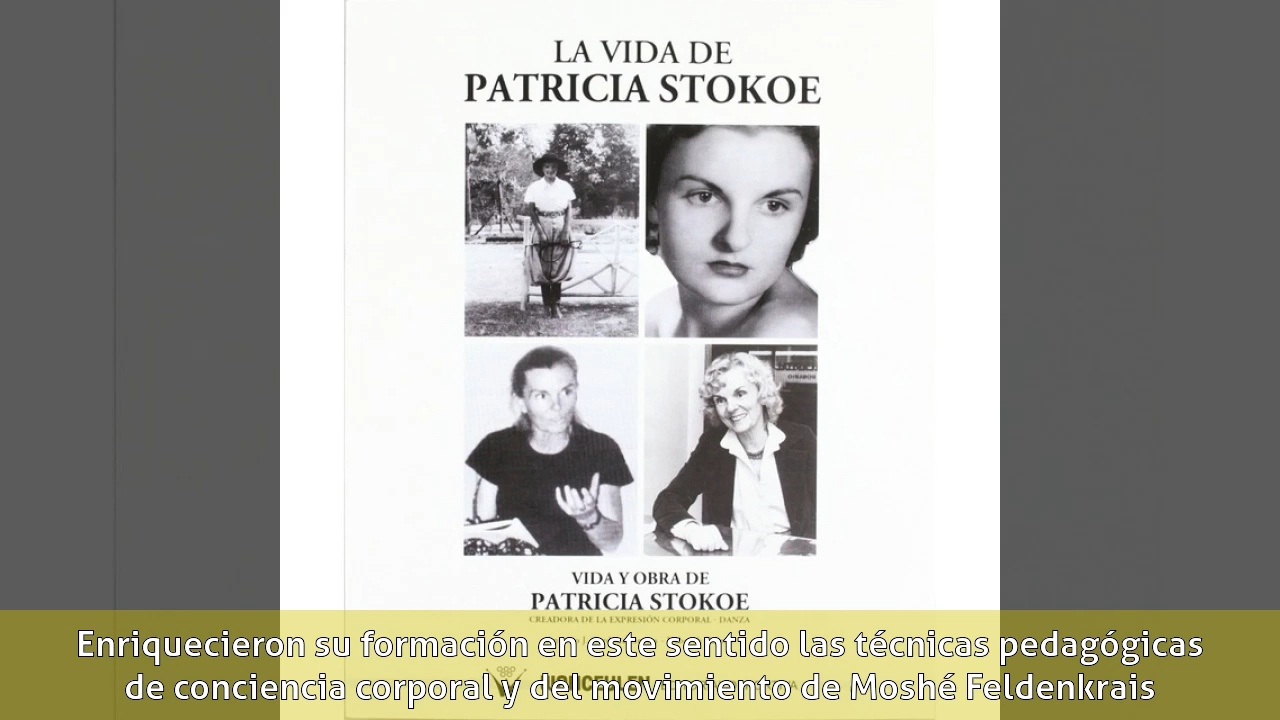 LA VIDA DE
PATRICIA STOKOE
VIDA Y OBRA DE
PATRICIA STOKOE
CREADORA DE LA EXPRESIÓN CORPORAL - DANZA
Enriquecieron su formación en este sentido las técnicas pedagógicas
de conciencia corporal y del movimiento de Moshé Feldenkrais